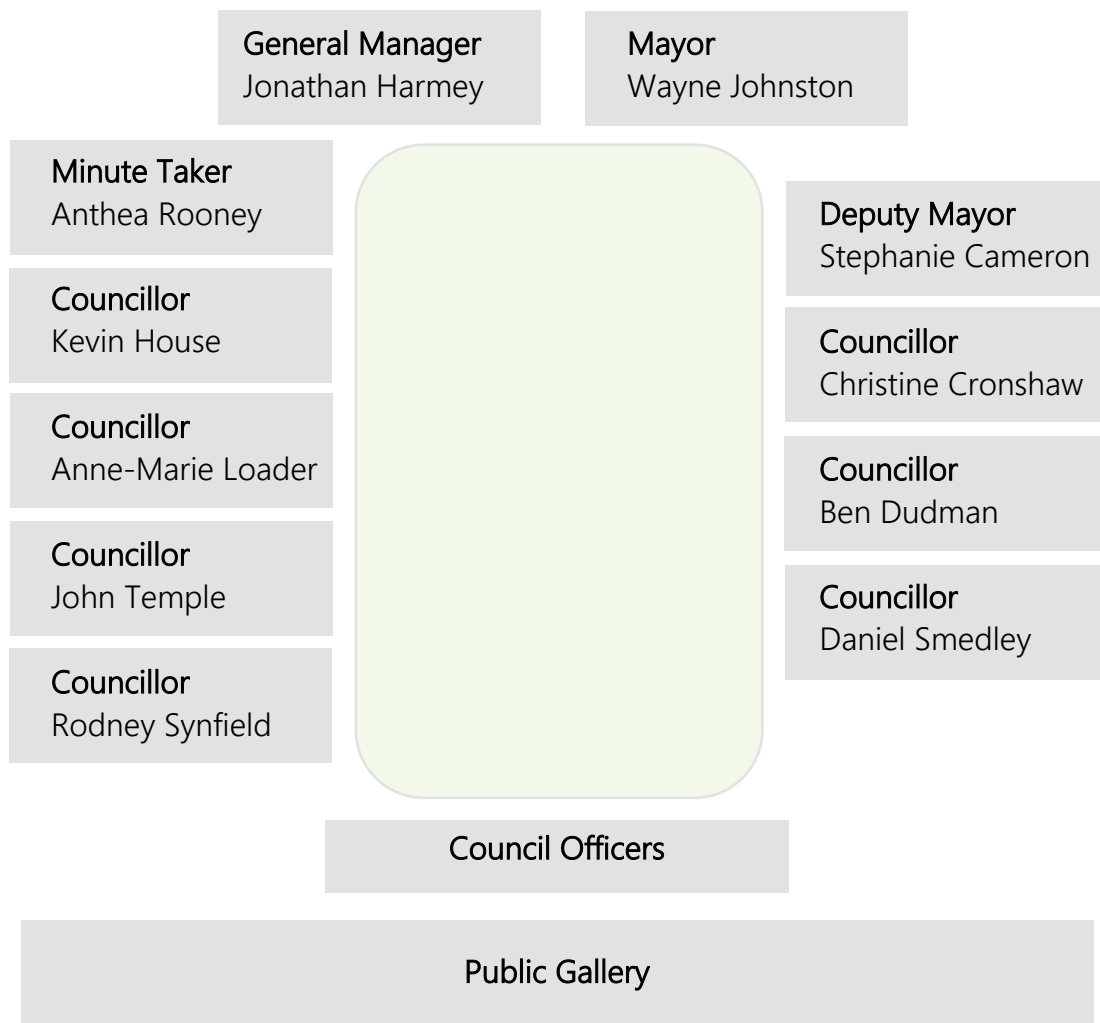 General Manager
Jonathan Harmey
Mayor
Wayne Johnston
Minute Taker
Anthea Rooney
Councillor
Kevin House
Councillor
Anne-Marie Loader
Councillor
John Temple
Councillor
Rodney Synfield
Deputy Mayor
Stephanie Cameron
Councillor
Christine Cronshaw
Councillor
Ben Dudman
Councillor
Daniel Smedley
Council Officers
Public Gallery